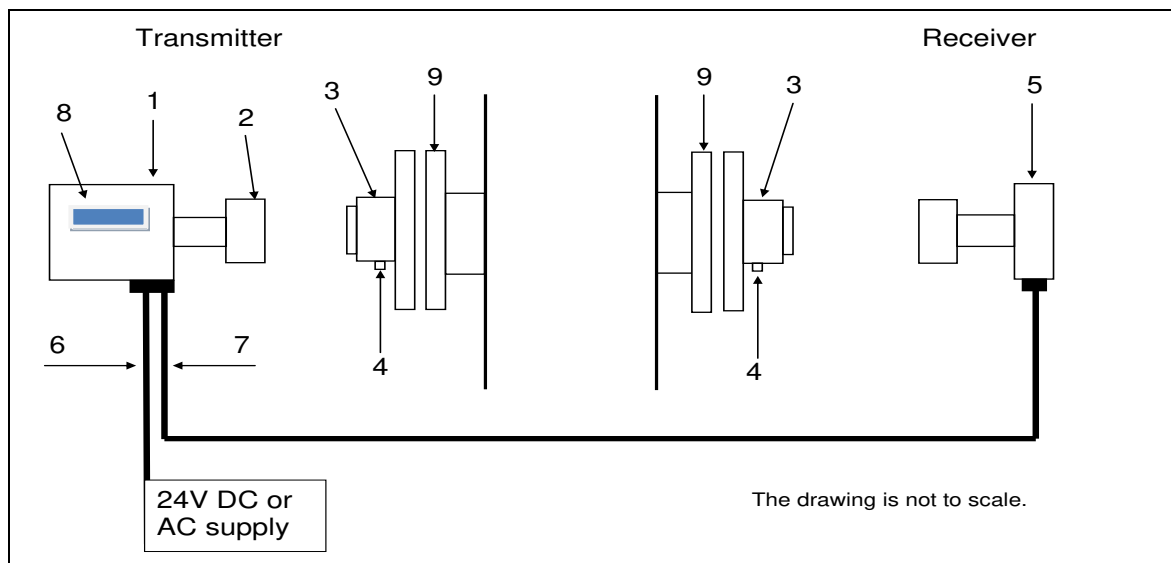 Transmitter
Receiver
8
1
2
3
9
9
3
5
4
4
6
7
24V DC or
AC supply
The drawing is not to scale.